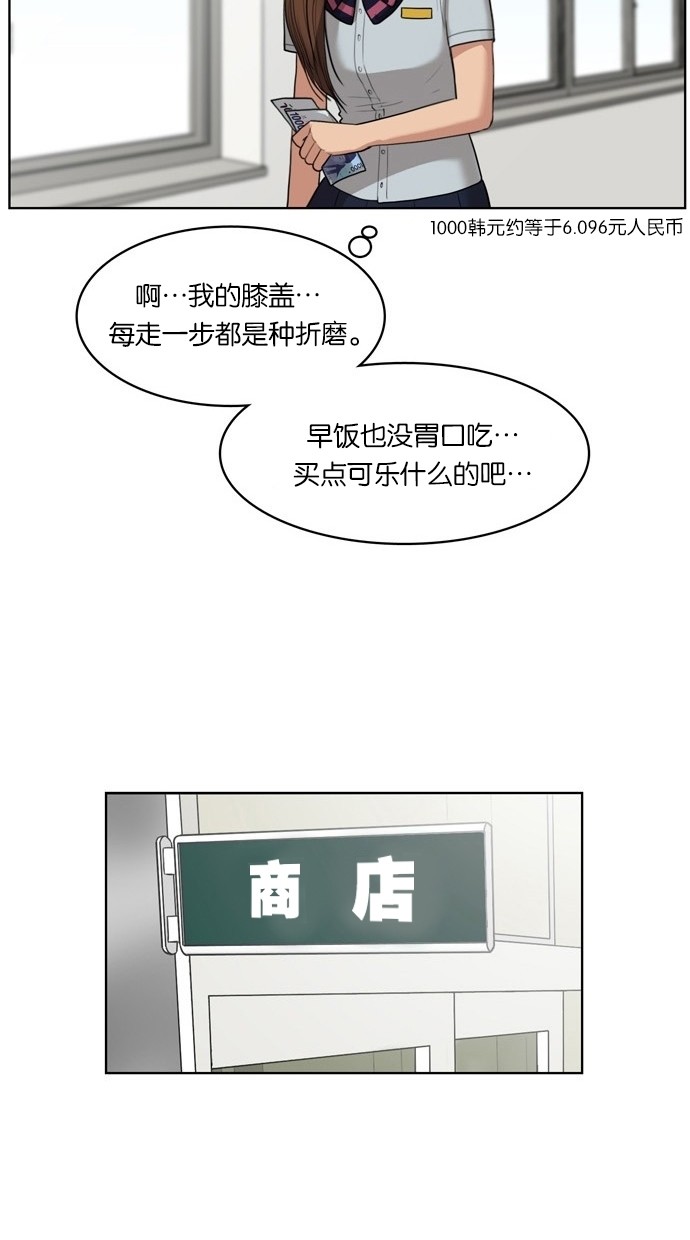 1000韩元约等于6.096元人民币
啊…我的膝盖…
每走一步都是种折磨。
早饭也没胃口吃…
买点可乐什么的吧…
商店